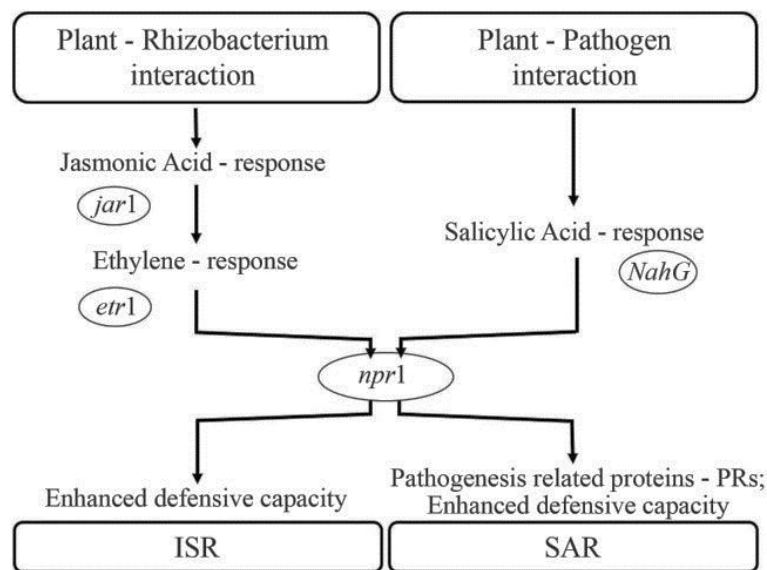 Plant - Rhizobacterium
interaction
Plant - Pathogen
interaction
Jasmonic Acid - response
jar1
Ethylene - response
etr1
Salicylic Acid - response
NahG
npr1
Enhanced defensive capacity
Pathogenesis related proteins - PRs;
Enhanced defensive capacity
ISR
SAR